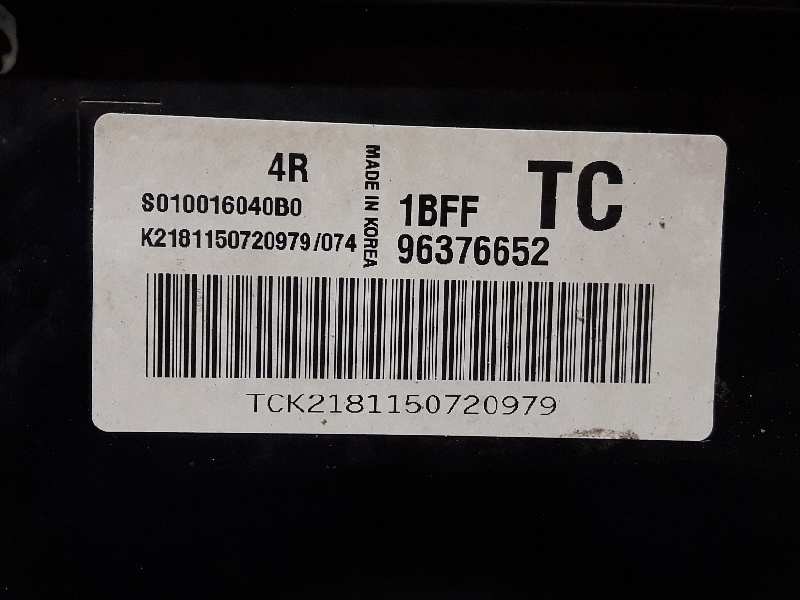 4R
S010016040B0
K2181150720979/074
MADE IN KOREA
1BFF
TC
96376652
TCK2181150720979